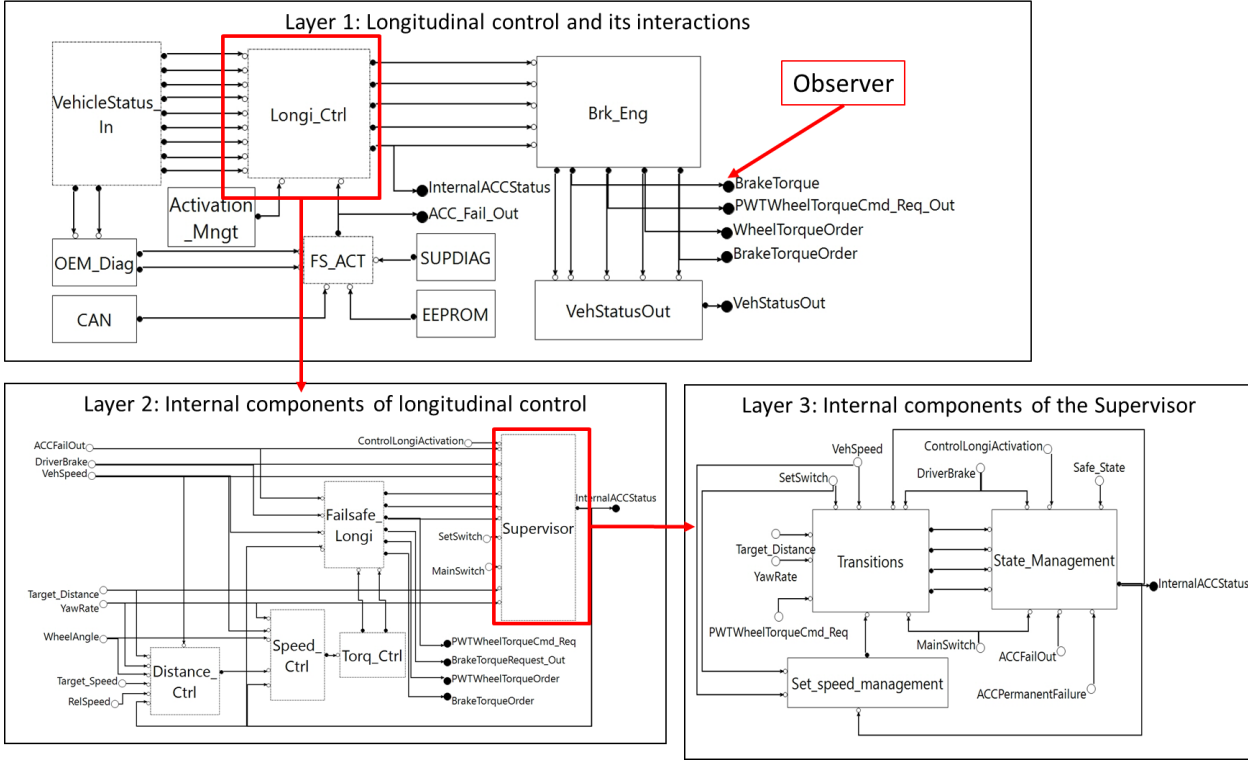 Layer 1: Longitudinal control and its interactions
VehicleStatus_
In
Longi_Ctrl
Brk_Eng
Observer
BrakeTorque
InternalACCStatus
PWTWheelTorqueCmd_Req_Out
Activation
_Mngt
ACC_Fail_Out
WheelTorqueOrder
BrakeTorqueOrder
OEM_Diag
FS_ACT
SUPDIAG
CAN
EEPROM
VehStatusOut
VehStatusOut
Layer 2: Internal components of longitudinal control
ACCFailOut
DriverBrake
VehSpeed
ControlLongiActivation
Failsafe_
Longi
Supervisor
InternalACCStatus
SetSwitch
MainSwitch
Target_Distance
YawRate
WheelAngle
Target_Speed
RelSpeed
Distance_
Ctrl
Speed_
Ctrl
Torq_Ctrl
PWTWheelTorqueCmd_Req
BrakeTorqueRequest_Out
PWTWheelTorqueOrder
BrakeTorqueOrder
Layer 3: Internal components of the Supervisor
VehSpeed
ControlLongiActivation
SetSwitch
DriverBrake
Safe_State
Target_Distance
YawRate
Transitions
State_Management
InternalACCStatus
PWTWheelTorqueCmd_Req
MainSwitch
ACCFailOut
Set_speed_management
ACCPermanentFailure